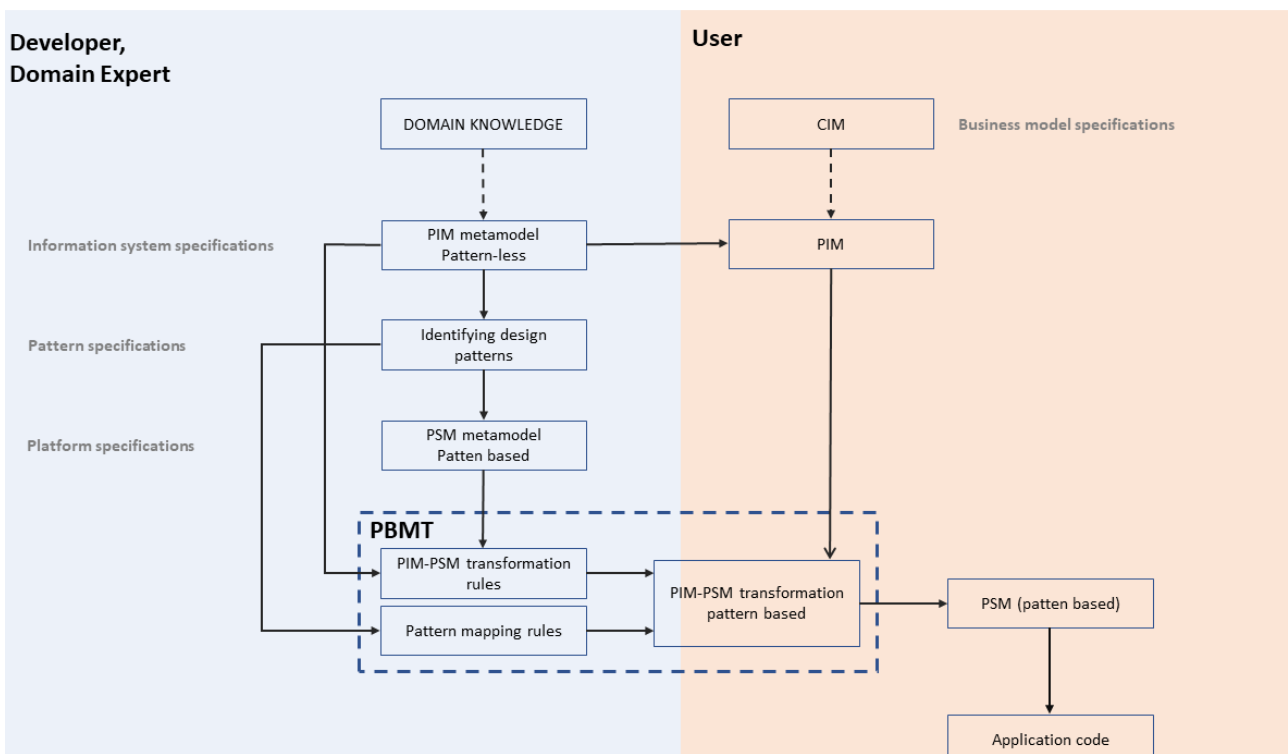 Developer,
Domain Expert
User
DOMAIN KNOWLEDGE
CIM
Business model specifications
Information system specifications
PIM metamodel
Pattern-less
PIM
Pattern specifications
Identifying design
patterns
Platform specifications
PSM metamodel
Patten based
PBMT
PIM-PSM transformation
rules
PIM-PSM transformation
pattern based
PSM (patten based)
Pattern mapping rules
Application code